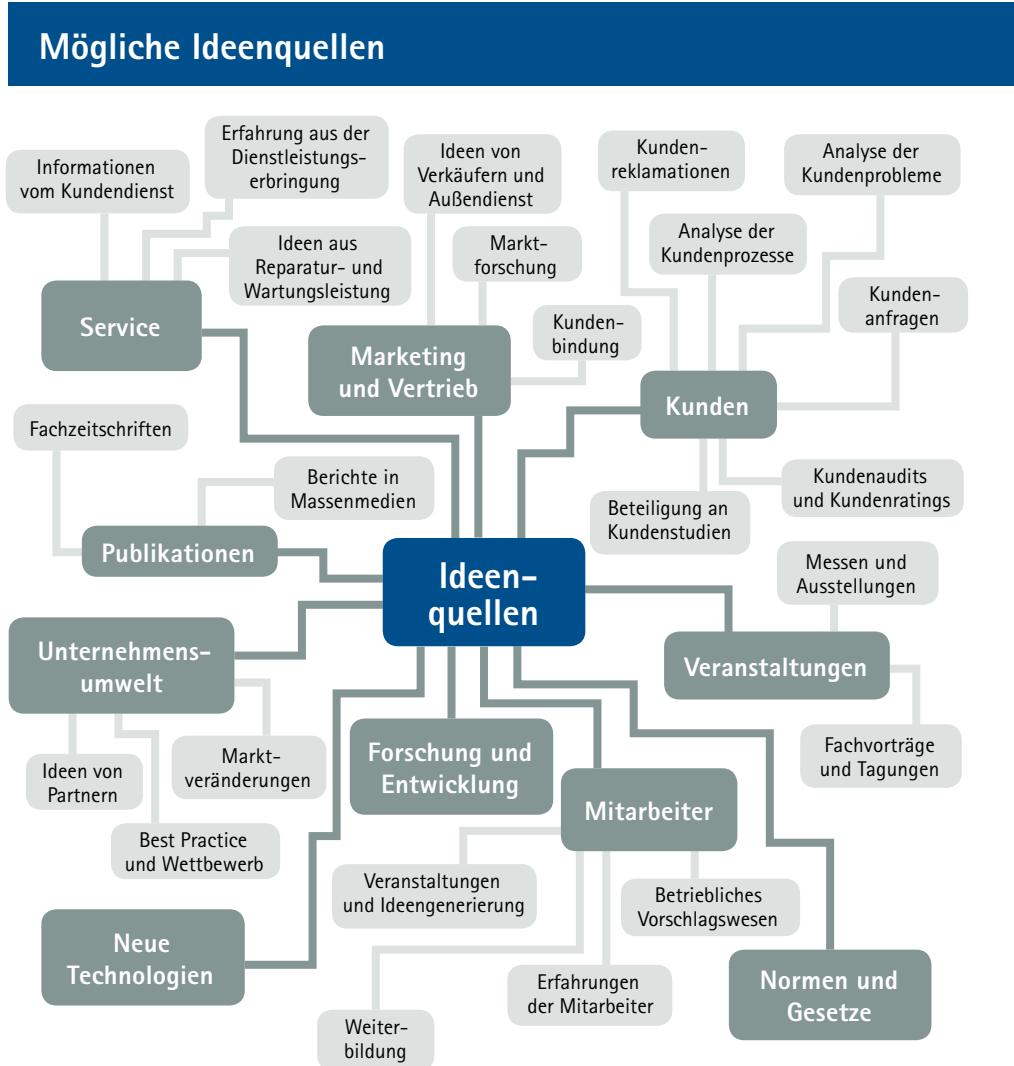 Mögliche Ideenquellen
Informationen
vom Kundendienst
Erfahrung aus der
Dienstleistungs-
erbringung
Ideen aus
Reparatur- und
Wartungsleistung
Service
Ideen von
Verkäufern und
Außendienst
Markt-
forschung
Kunden-
bindung
Marketing
und Vertrieb
Kunden-
reklamationen
Analyse der
Kundenprozesse
Analyse der
Kundenprobleme
Kunden-
anfragen
Kunden
Beteiligung an
Kundenstudien
Kundenaudits
und Kundenratings
Fachzeitschriften
Berichte in
Massenmedien
Publikationen
Ideen-
quellen
Messen und
Ausstellungen
Veranstaltungen
Fachvorträge
und Tagungen
Unternehmens-
umwelt
Ideen von
Partnern
Markt-
veränderungen
Best Practice
und Wettbewerb
Forschung und
Entwicklung
Mitarbeiter
Veranstaltungen
und Ideengenerierung
Betriebliches
Vorschlagswesen
Erfahrungen
der Mitarbeiter
Weiter-
bildung
Neue
Technologien
Normen und
Gesetze